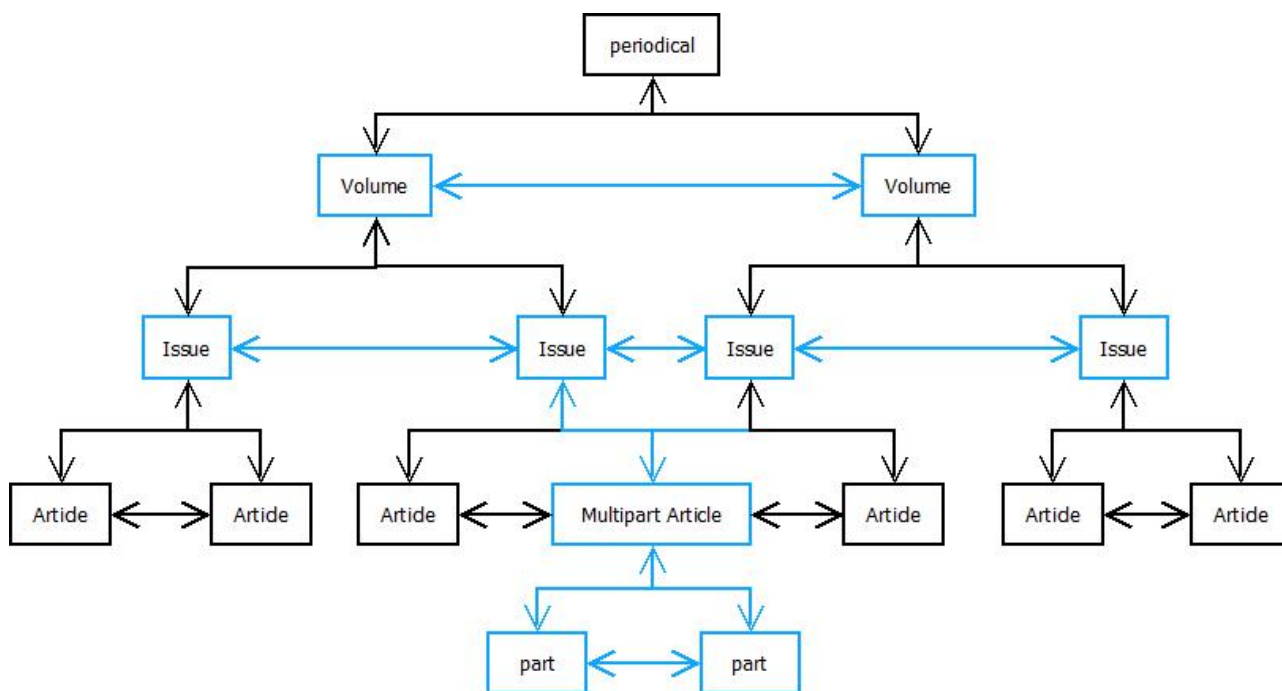 periodical
Volume
Volume
Issue
Issue
Issue
Issue
Artide
Artide
Artide
Multipart Article
Artide
Artide
Artide
part
part